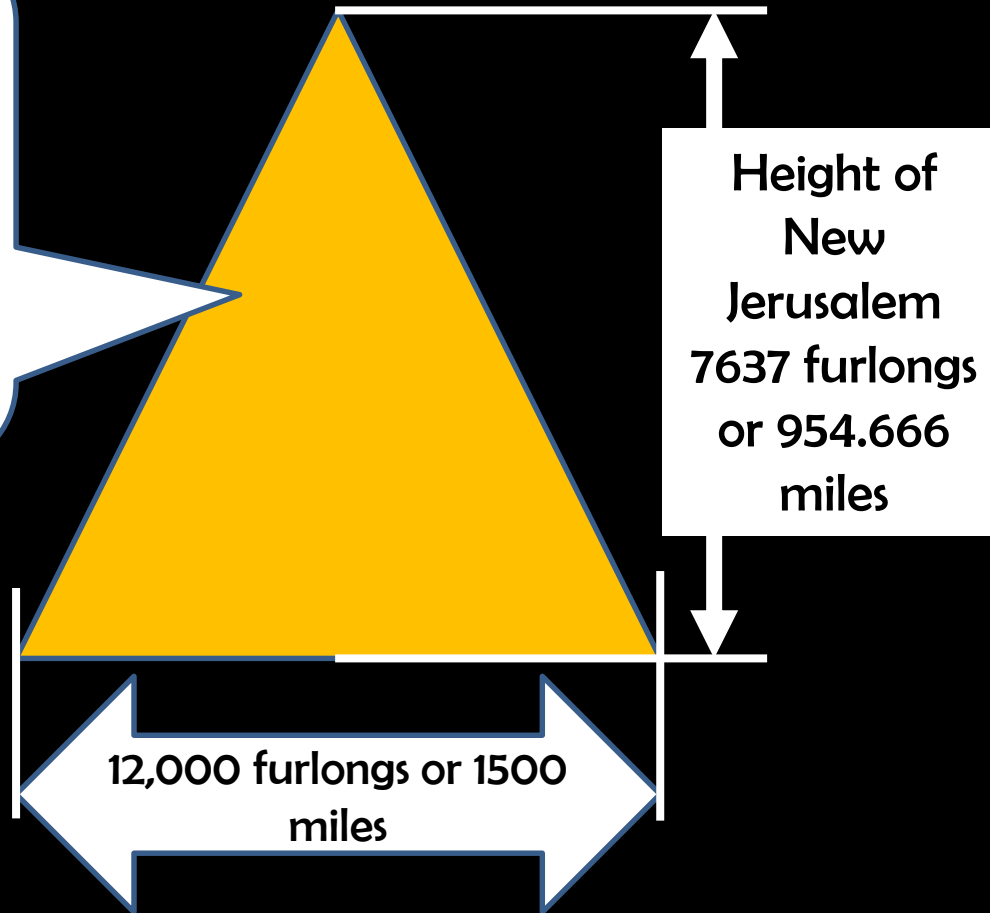 Height of
New
Jerusalem
7637 furlongs
or 954.666
miles
12,000 furlongs or 1500
miles